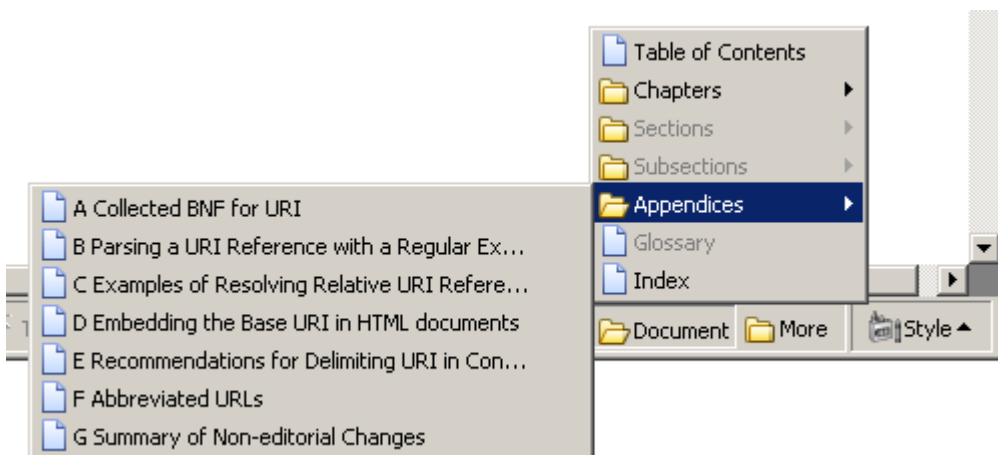 Table of Contents
Chapters
Sections
Subsections
Appendices
Glossary
Index
A Collected BNF for URI
B Parsing a URI Reference with a Regular Ex...
C Examples of Resolving Relative URI Refere...
D Embedding the Base URI in HTML documents
E Recommendations for Delimiting URI in Con...
F Abbreviated URLs
G Summary of Non-editorial Changes
Document More Style